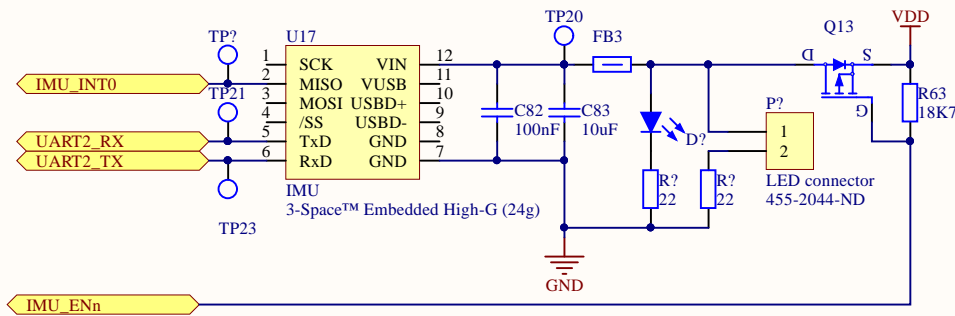 VDD
TP20
Q13
U17
FB3
TP?
D S
1 SCK VIN 12
IMU_INT0
2 MISO VUSB 11
R63
TP21
3 MOSI USBD+ 10
C82 C83
P?
G
18K7
4 /SS USBD- 9
100nF 10uF
1
UART2_RX
5 TxD GND 8
D?
2
UART2_TX
6 RxD GND 7
R? R?
LED connector
IMU
22 22
455-2044-ND
3-Space™ Embedded High-G (24g)
TP23
GND
IMU_ENn